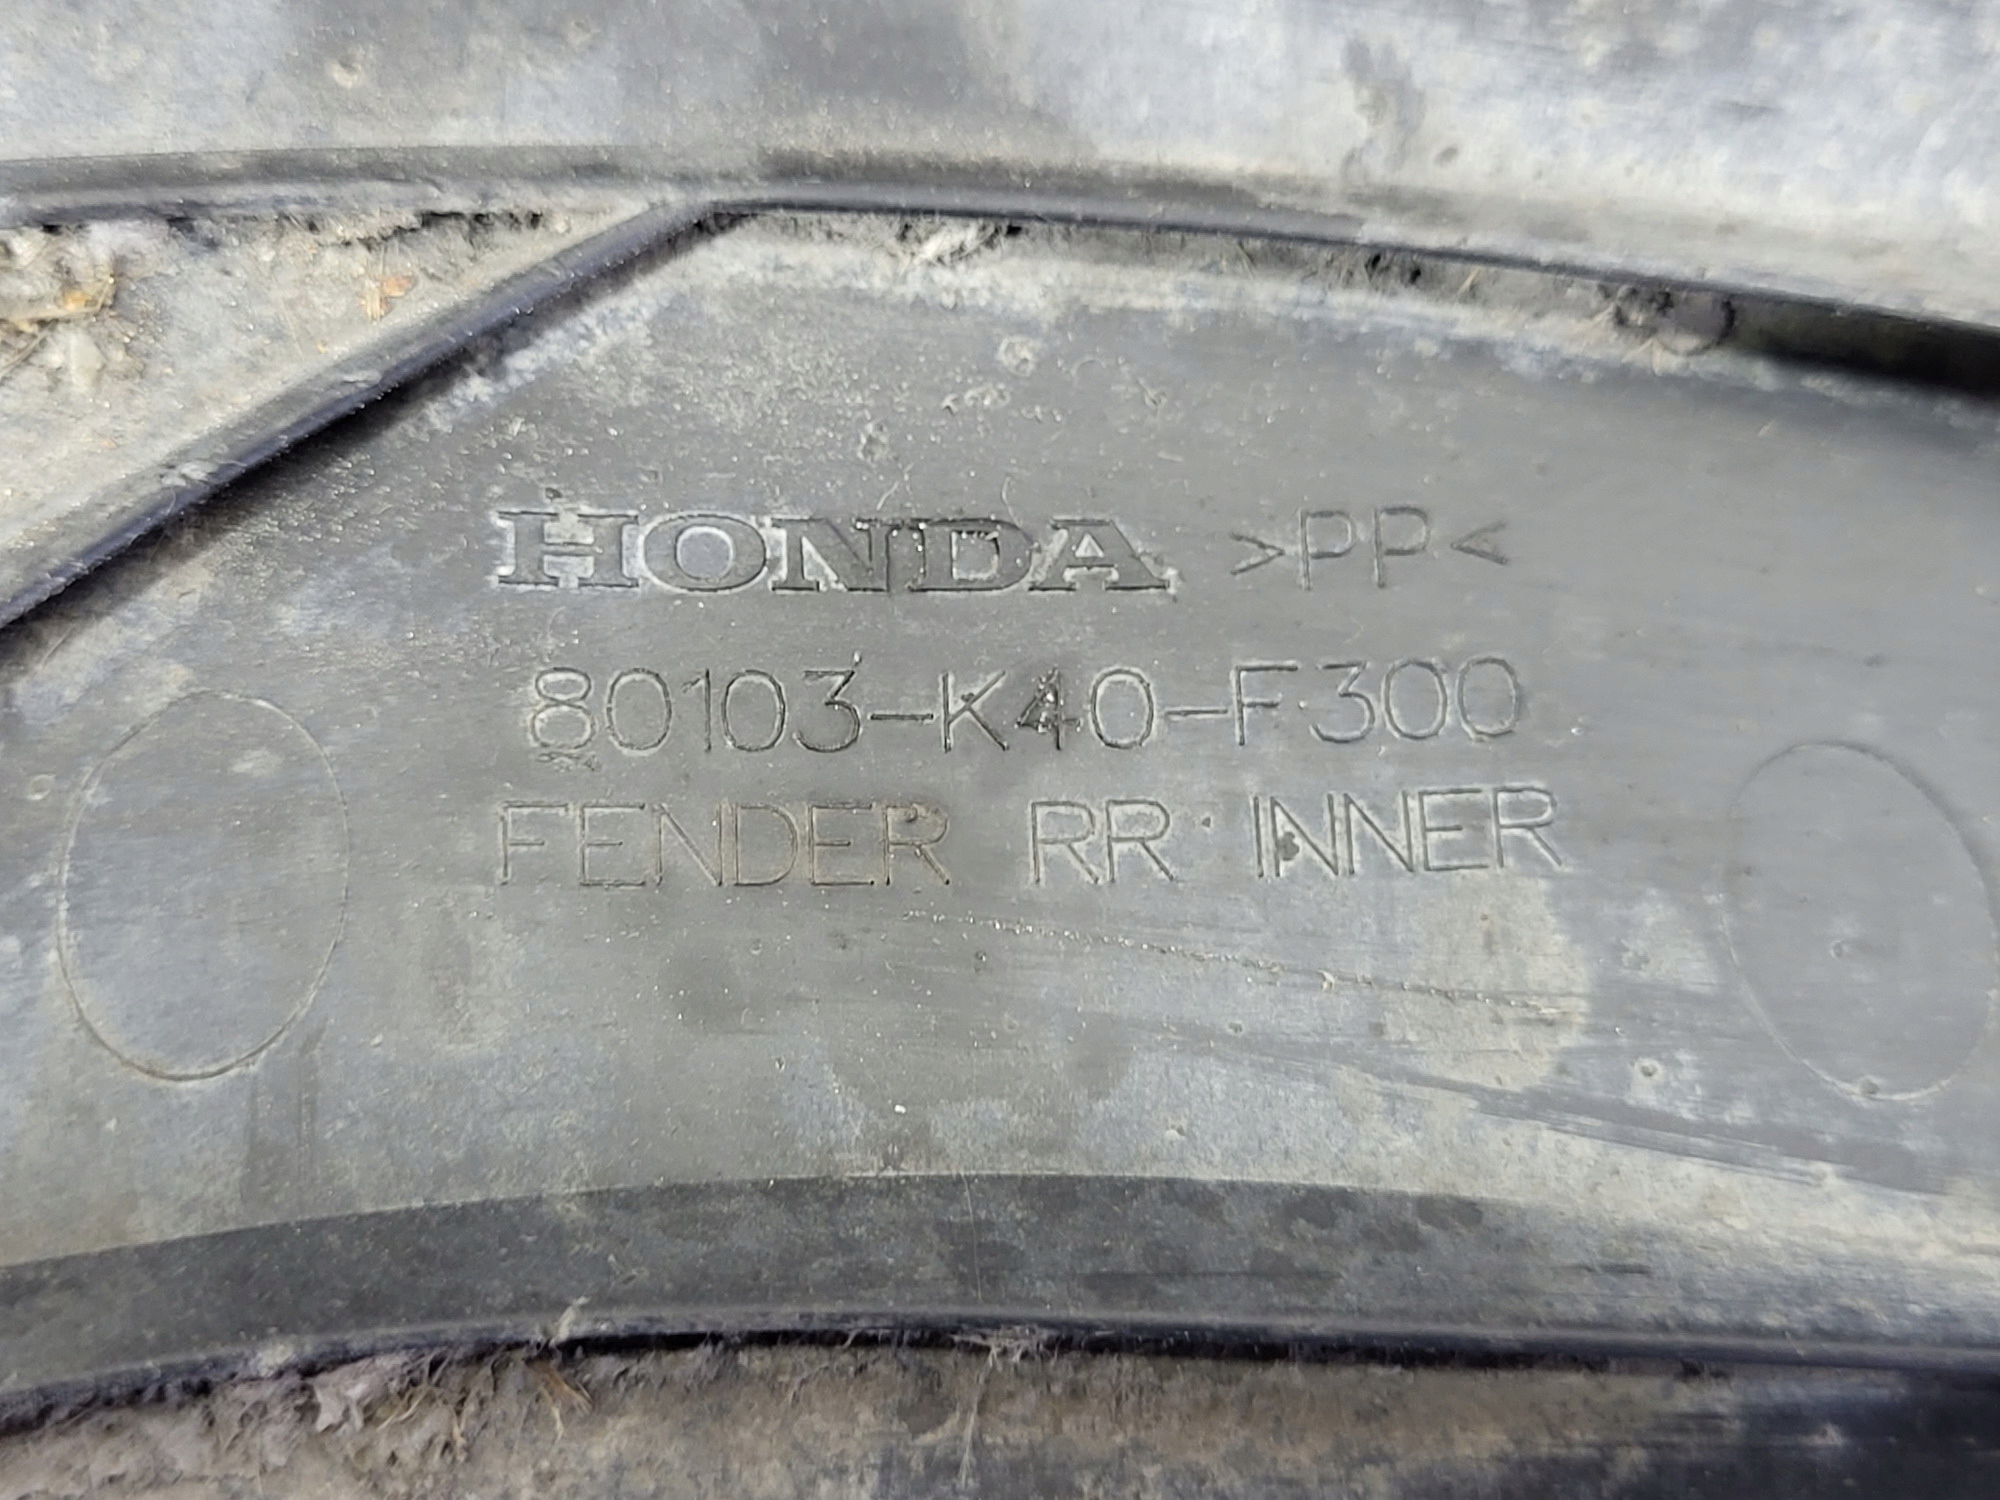 HONDA >PP<
80103-K40-F300
FENDER RR INNER